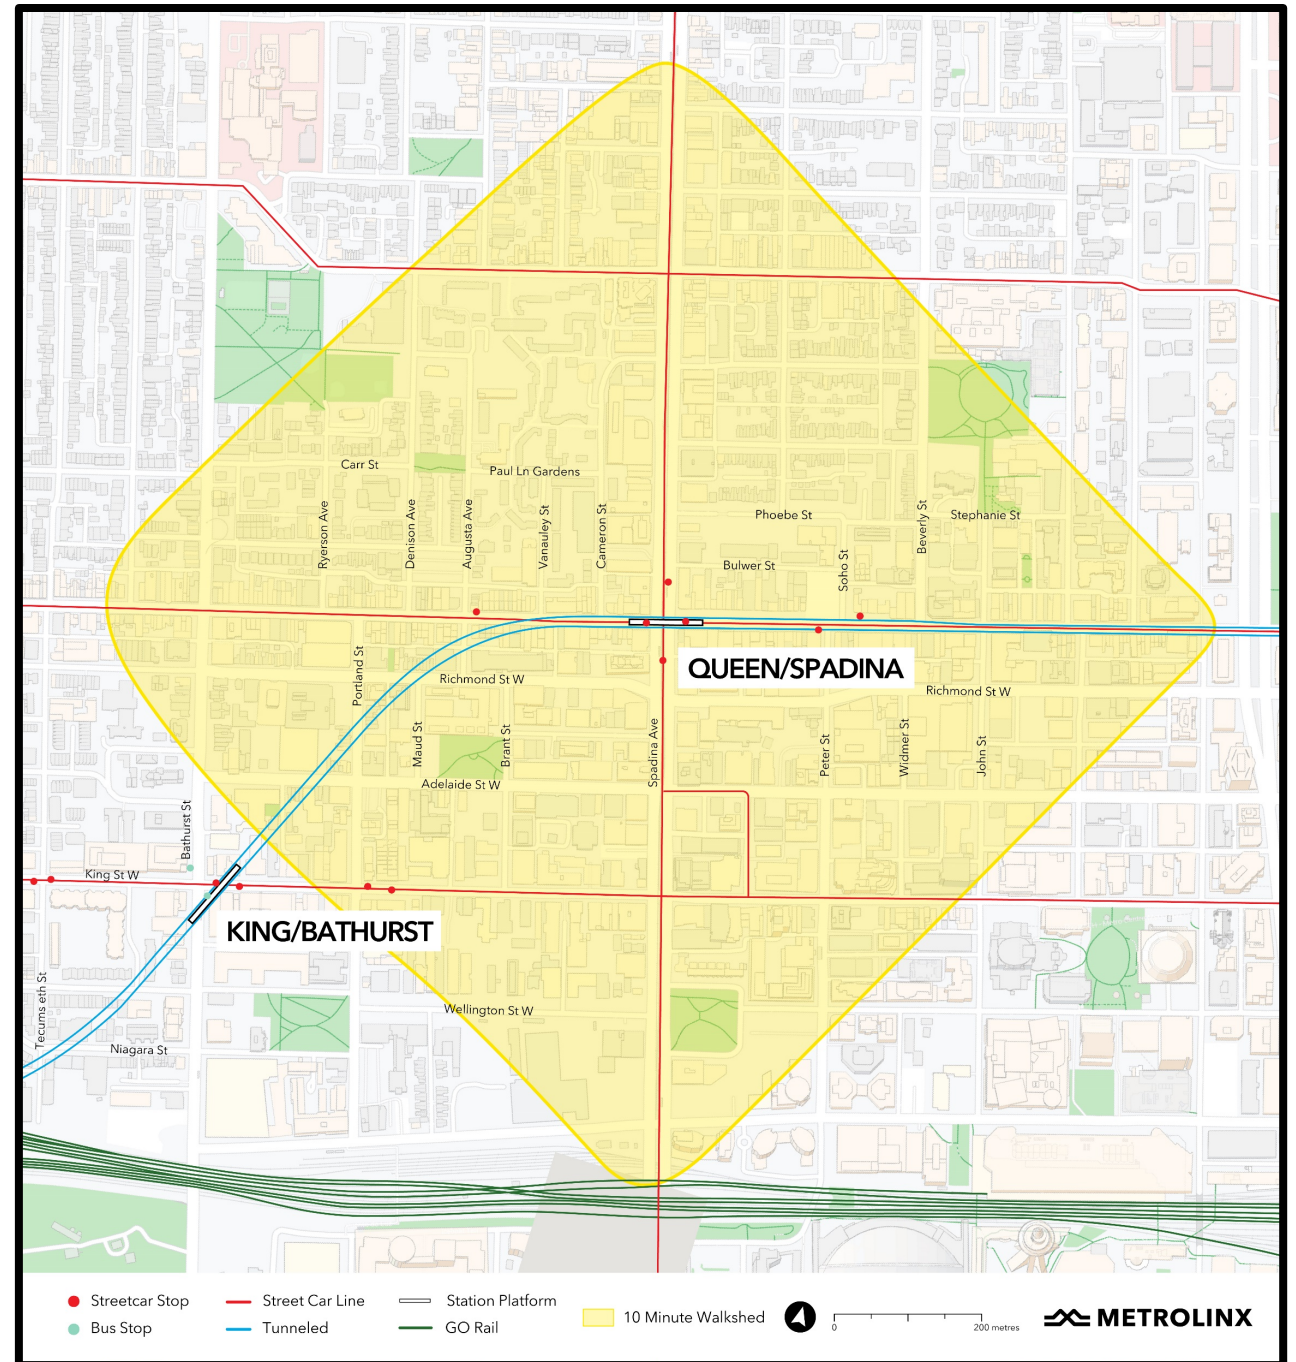 Carr St
Paul Ln Gardens
Ryerson Ave
Denison Ave
Augusta Ave
Vanauley St
Cameron St
Phoebe St
Beverly St
Stephanie St
Bulwer St
Soho St
QUEEN/SPADINA
Portland St
Richmond St W
Richmond St W
Maud St
Brant St
Spadina Ave
Peter St
Widmer St
John St
Adelaide St W
Bathurst St
King St W
KING/BATHURST
Tecums eth St
Wellington St W
Niagara St
Streetcar Stop
Street Car Line
Station Platform
10 Minute Walkshed
Bus Stop
Tunneled
GO Rail
0
200 metres
METROLINX